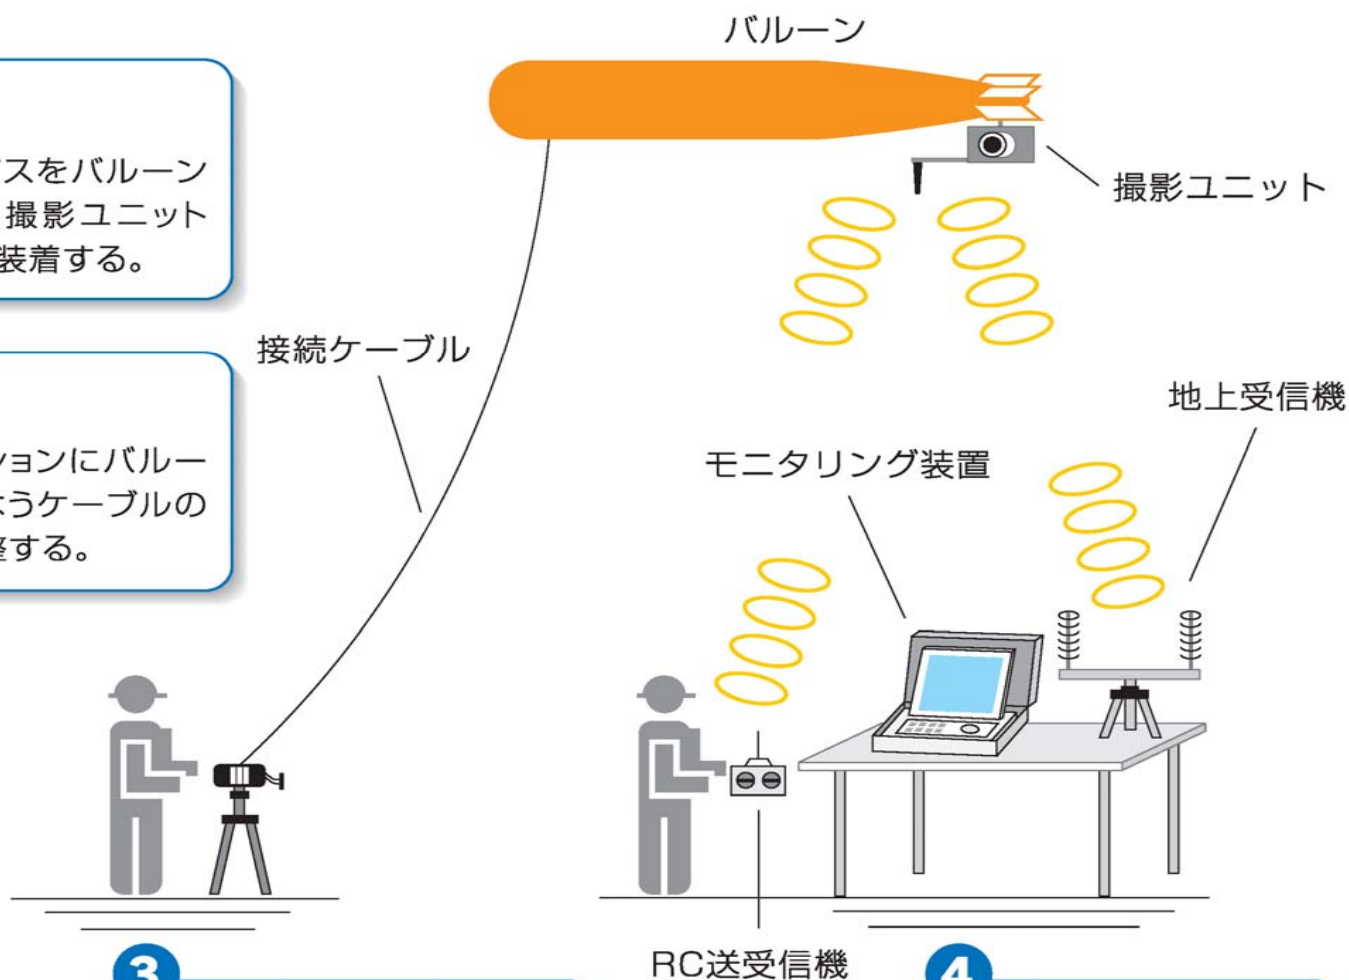 バルーン
スをバルーン
撮影ユニット
装着する。
撮影ユニット
接続ケーブル
ションにバルー
ようケーブルの
整する。
地上受信機
モニタリング装置
RC送受信機
3
4